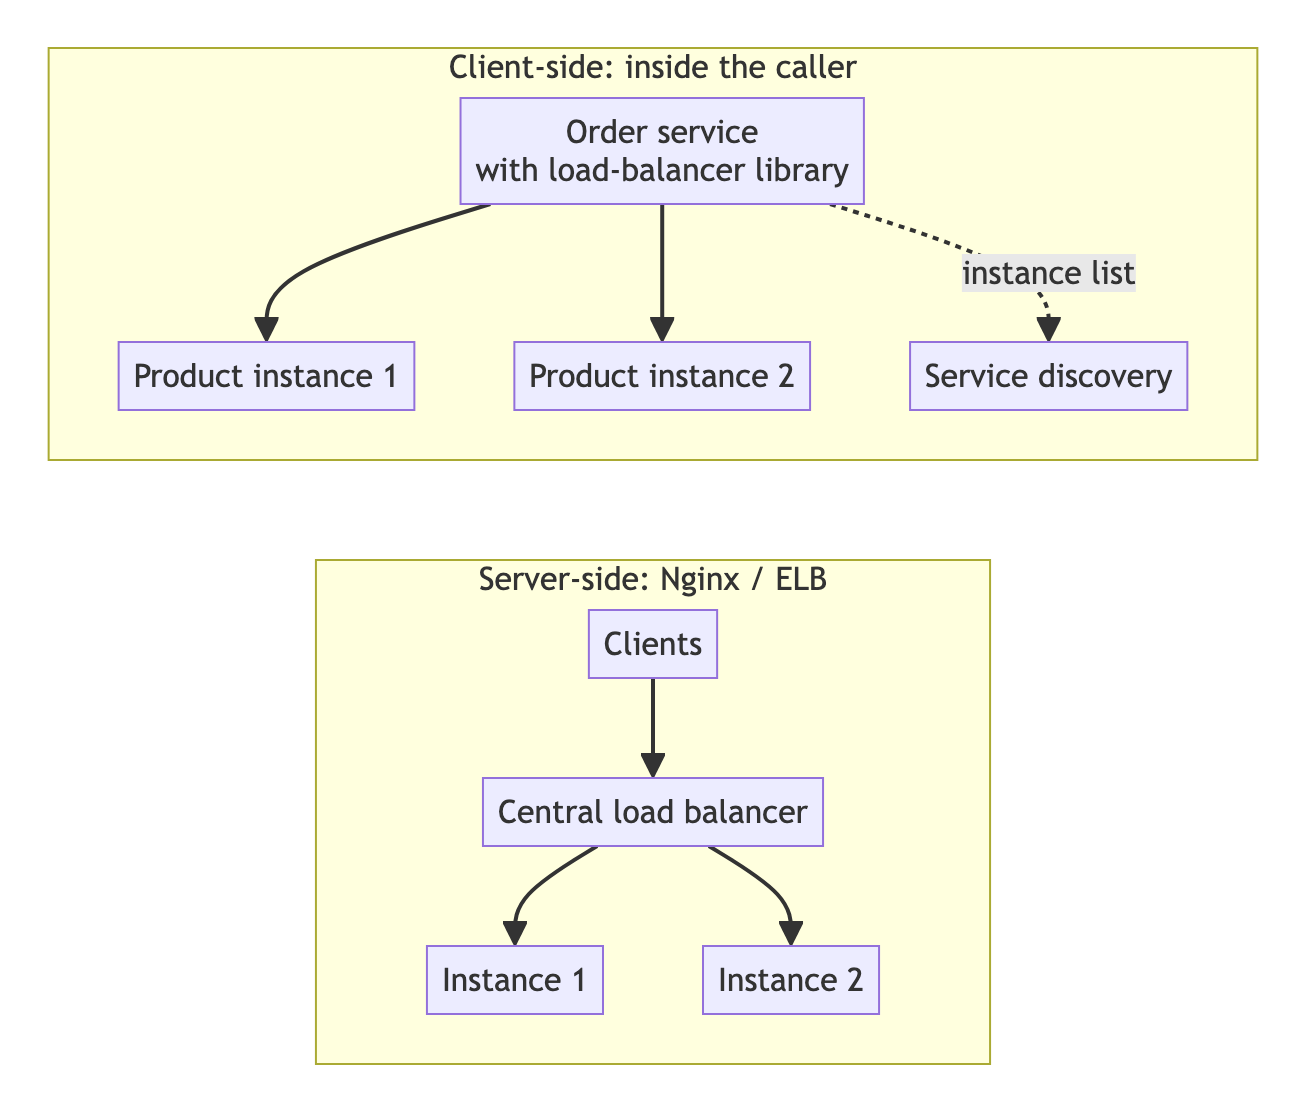 Client-side: inside the caller
Order service
with load-balancer library
instance list
Product instance 1
Product instance 2
Service discovery
Server-side: Nginx / ELB
Clients
Central load balancer
Instance 1
Instance 2